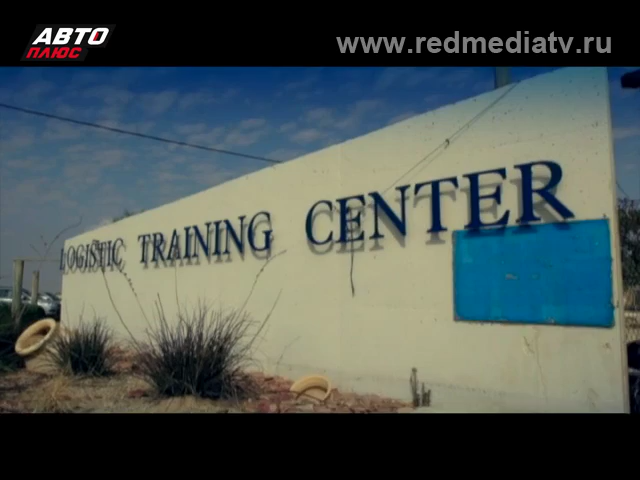 АВТО
ПЛЮС
www.redmediatv.ru
LOGISTIC TRAINING CENTER